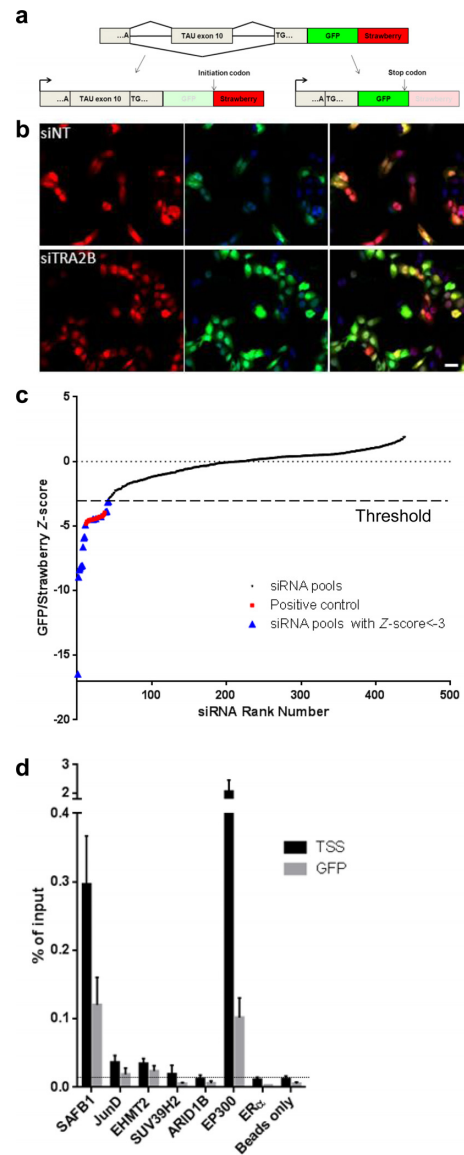 a
...A TAU exon 10 TG... GFP Strawberry
Initiation codon Stop codon
...A TAU exon 10 TG... GFP Strawberry
...A TG... GFP Strawberry
b
siNT
siTRA2B
c
5
0
-5
-10
-15
-20
GFP/Strawberry Z-score
Threshold
siRNA pools
Positive control
siRNA pools with Z-score<-3
100 200 300 400 500
siRNA Rank Number
d
3
2
1
0.4
0.3
0.2
0.1
0.0
% of input
TSS
GFP
SAFB1
JunD
EHMT2
SUV39H2
ARID1B
EP300
ERα
Beads only